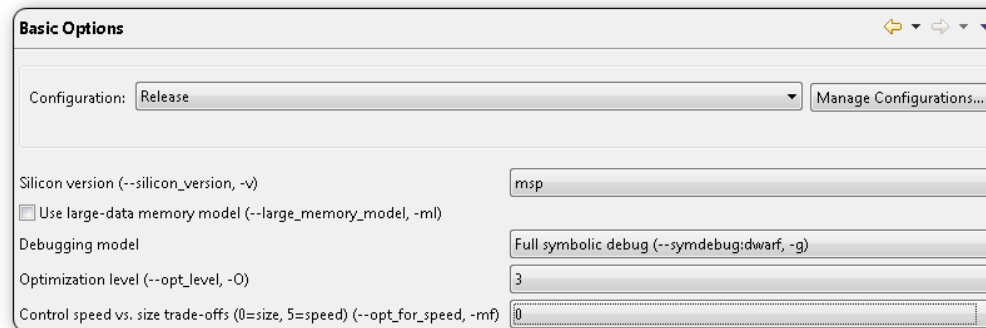 Basic Options
Configuration: Release Manage Configurations...
Silicon version (--silicon_version, -v) msp
Use large-data memory model (--large_memory_model, -ml)
Debugging model Full symbolic debug (--symdebug:dwarf, -g)
Optimization level (--opt_level, -O) 3
Control speed vs. size trade-offs (0=size, 5=speed) (--opt_for_speed, -mf) 0